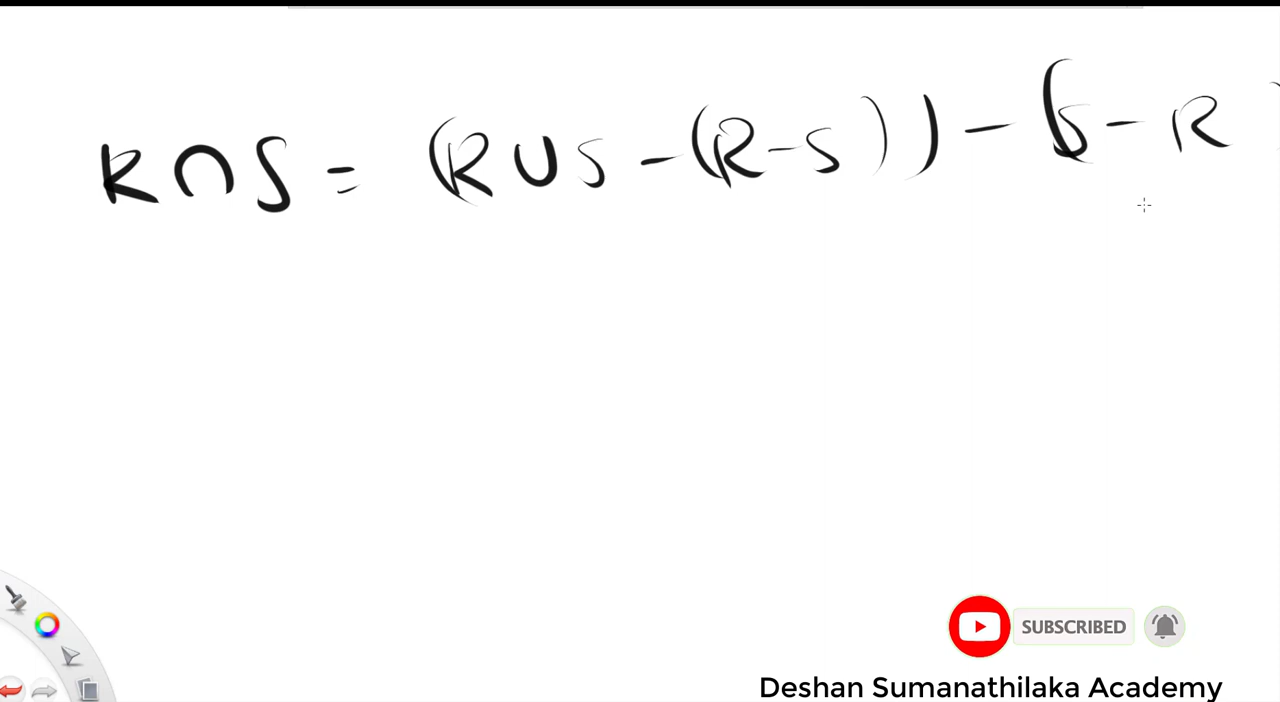 R ∩ S = (R ∪ S - (R - S)) - (S - R )
SUBSCRIBED
Deshan Sumanathilaka Academy